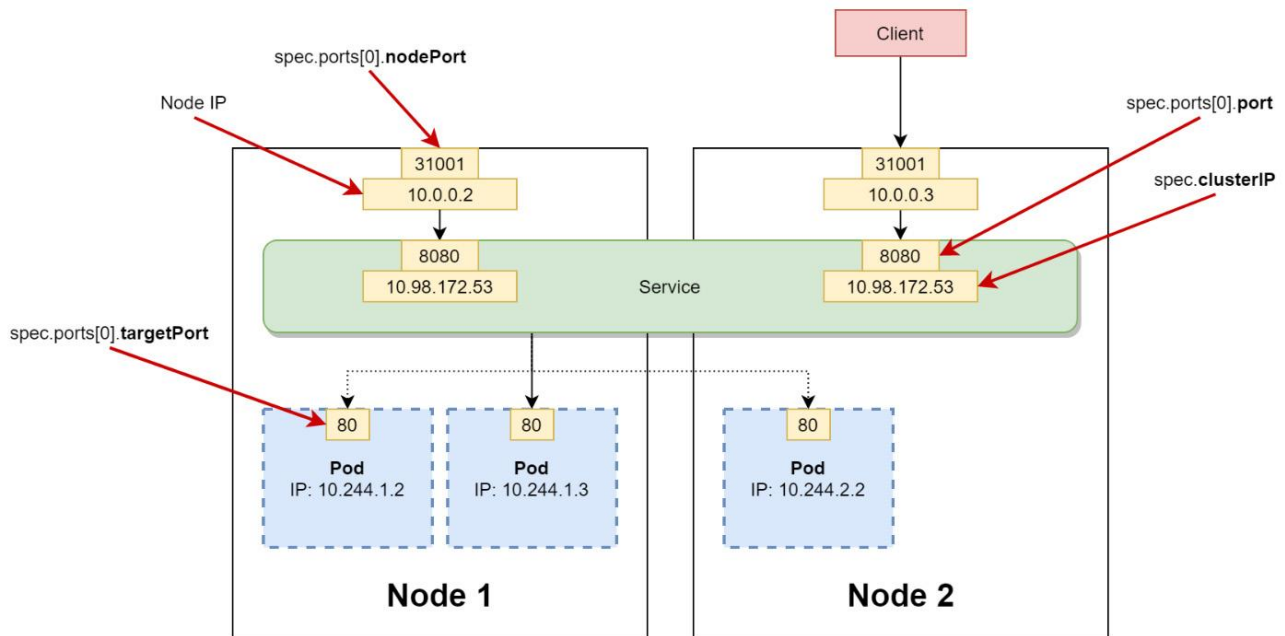 Client
spec.ports[0].nodePort
Node IP
spec.ports[0].port
spec.clusterIP
31001
10.0.0.2
31001
10.0.0.3
8080
10.98.172.53
Service
8080
10.98.172.53
spec.ports[0].targetPort
80
Pod
IP: 10.244.1.2
80
Pod
IP: 10.244.1.3
80
Pod
IP: 10.244.2.2
Node 1
Node 2